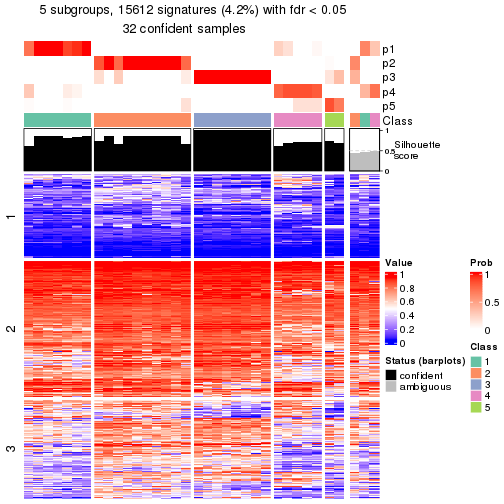 5 subgroups, 15612 signatures (4.2%) with fdr < 0.05
32 confident samples
p1
p2
p3
p4
p5
Class
1
0.5
0
Silhouette
score
1
2
3
Value
1
0.8
0.6
0.4
0.2
0
Status (barplots)
confident
ambiguous
Prob
1
0.5
0
Class
1
2
3
4
5